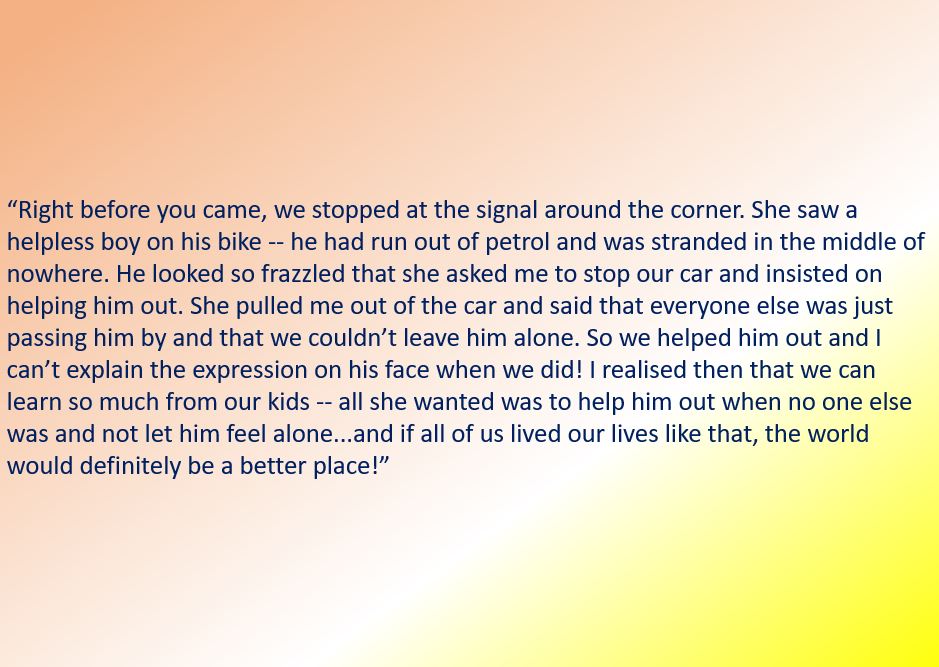 “Right before you came, we stopped at the signal around the corner. She saw a
helpless boy on his bike -- he had run out of petrol and was stranded in the middle of
nowhere. He looked so frazzled that she asked me to stop our car and insisted on
helping him out. She pulled me out of the car and said that everyone else was just
passing him by and that we couldn’t leave him alone. So we helped him out and I
can’t explain the expression on his face when we did! I realised then that we can
learn so much from our kids -- all she wanted was to help him out when no one else
was and not let him feel alone...and if all of us lived our lives like that, the world
would definitely be a better place!”